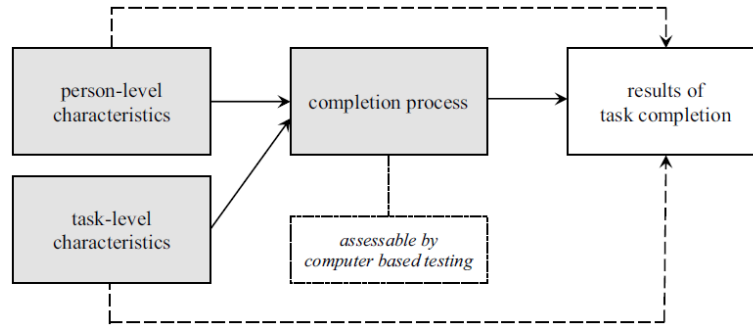 person-level
characteristics
completion process
results of
task completion
task-level
characteristics
assessable by
computer based testing